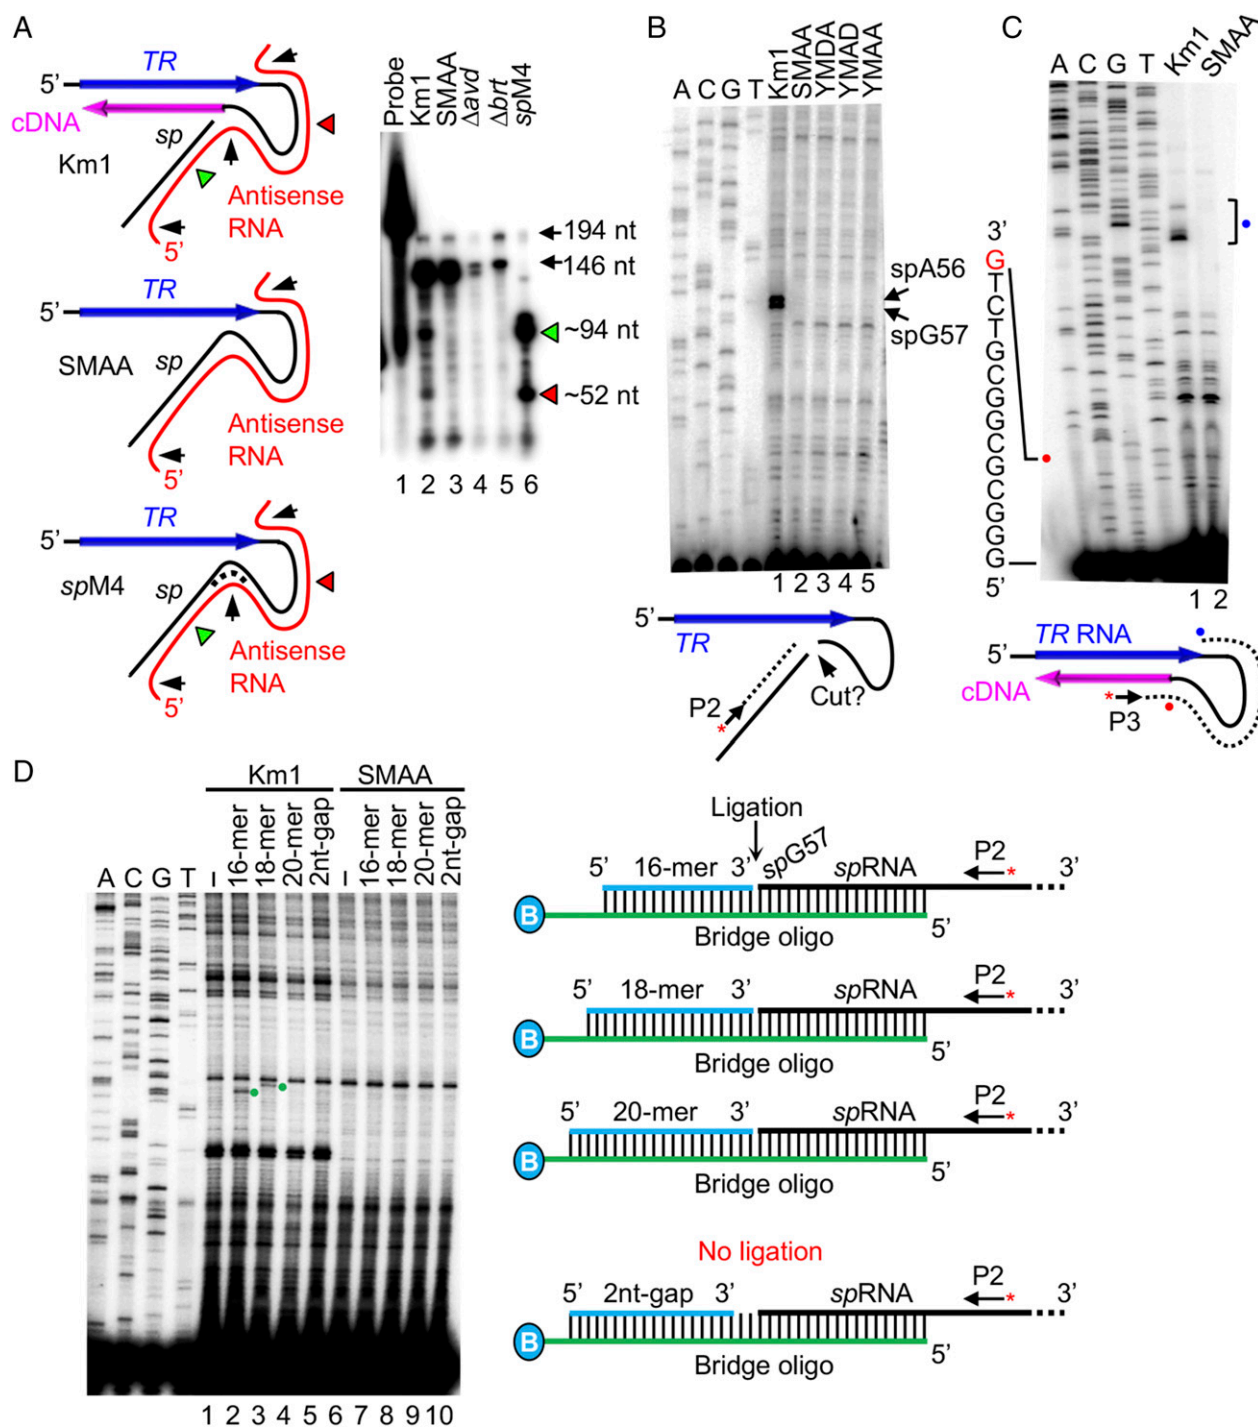 A
TR
5’
cDNA
sp
Km1
Antisense
RNA
5’
TR
5’
SMAA
sp
Antisense
RNA
5’
TR
5’
spM4
sp
Antisense
RNA
5’
Probe
Km1
SMAA
Δavd
Δbrt
spM4
194 nt
146 nt
~94 nt
~52 nt
1 2 3 4 5 6
B
A C G T
Km1
SMAA
YMDA
YMAD
YMAA
spA56
spG57
1 2 3 4 5
5’
TR
P2
*
Cut?
C
A C G T
Km1
SMAA
3’
G
T
C
T
G
C
G
G
C
G
C
G
G
G
5’
1 2
TR RNA
5’
cDNA
*
P3
D
Km1 SMAA
A C G T
–
16-mer
18-mer
20-mer
2nt-gap
–
16-mer
18-mer
20-mer
2nt-gap
1 2 3 4 5 6 7 8 9 10
Ligation
5’ 16-mer 3’ spG57 spRNA P2 * 3’
B
Bridge oligo 5’
5’ 18-mer 3’ spRNA P2 * 3’
B
Bridge oligo 5’
5’ 20-mer 3’ spRNA P2 * 3’
B
Bridge oligo 5’
No ligation
5’ 2nt-gap 3’ spRNA P2 * 3’
B
Bridge oligo 5’